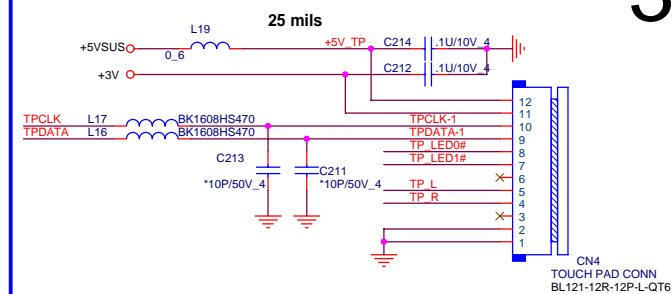 25 mils
L19
+5VSUS
0_6
+5V_TP
C214
.1U/10V_4
+3V
C212
.1U/10V_4
TPCLK
L17
BK1608HS470
TPCLK-1
TPDATA
L16
BK1608HS470
TPDATA-1
TP_LED0#
TP_LED1#
TP_L
TP_R
12
11
10
9
8
7
6
5
4
3
2
1
C213
*10P/50V_4
C211
*10P/50V_4
CN4
TOUCH PAD CONN
BL121-12R-12P-L-QT6